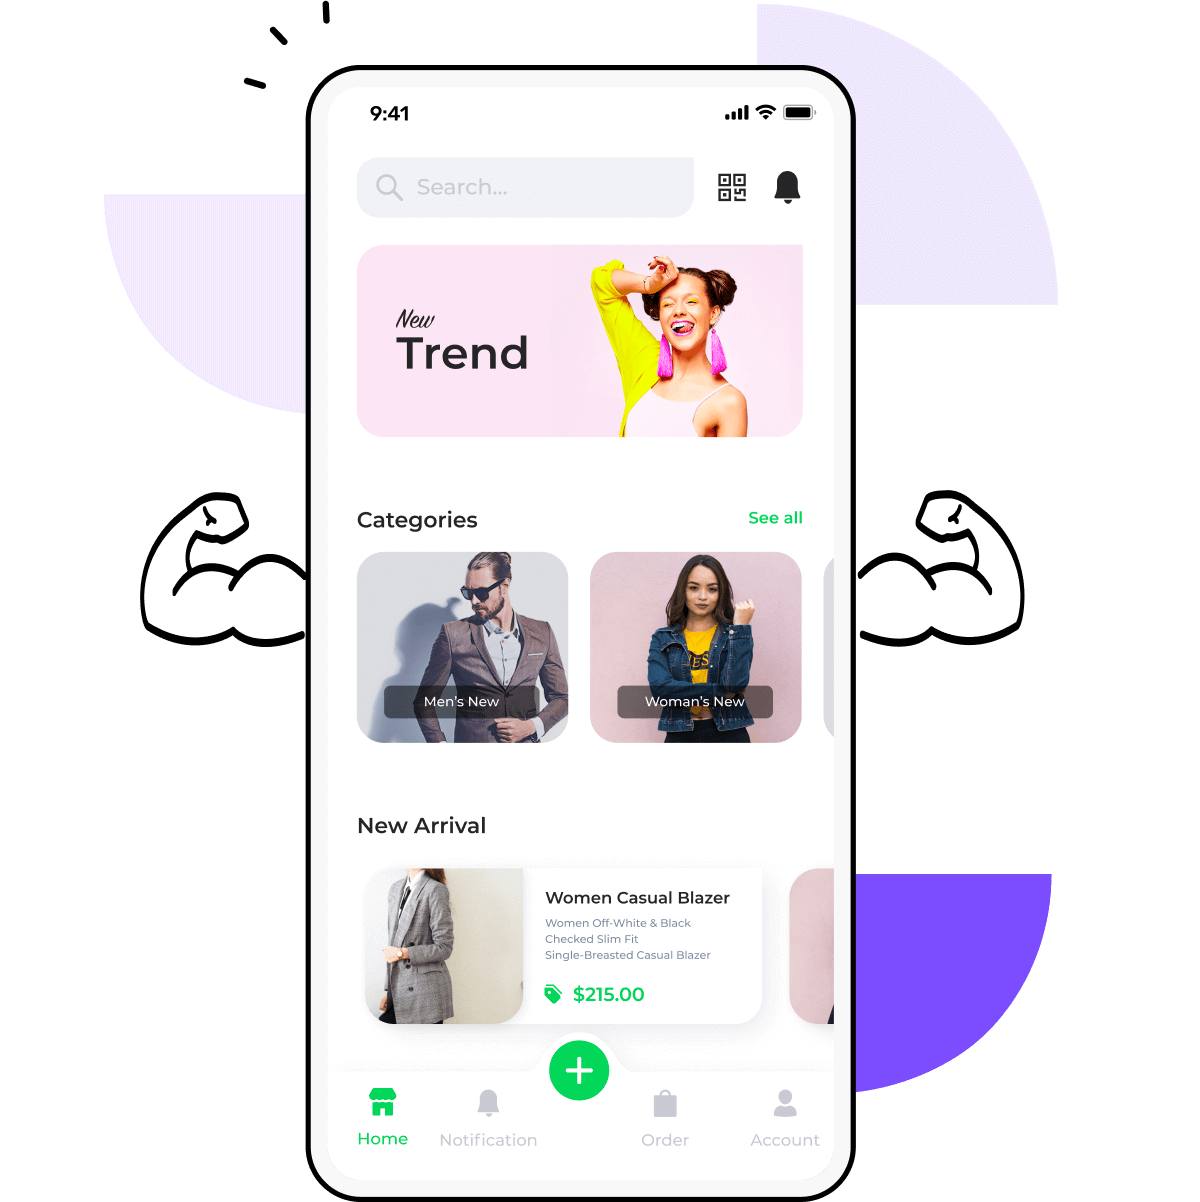 9:41
Search...
New
Trend
Categories
See all
Men's New
Woman's New
New Arrival
Women Casual Blazer
Women Off-White & Black
Checked Slim Fit
Single-Breasted Casual Blazer
$215.00
Home
Notification
Order
Account